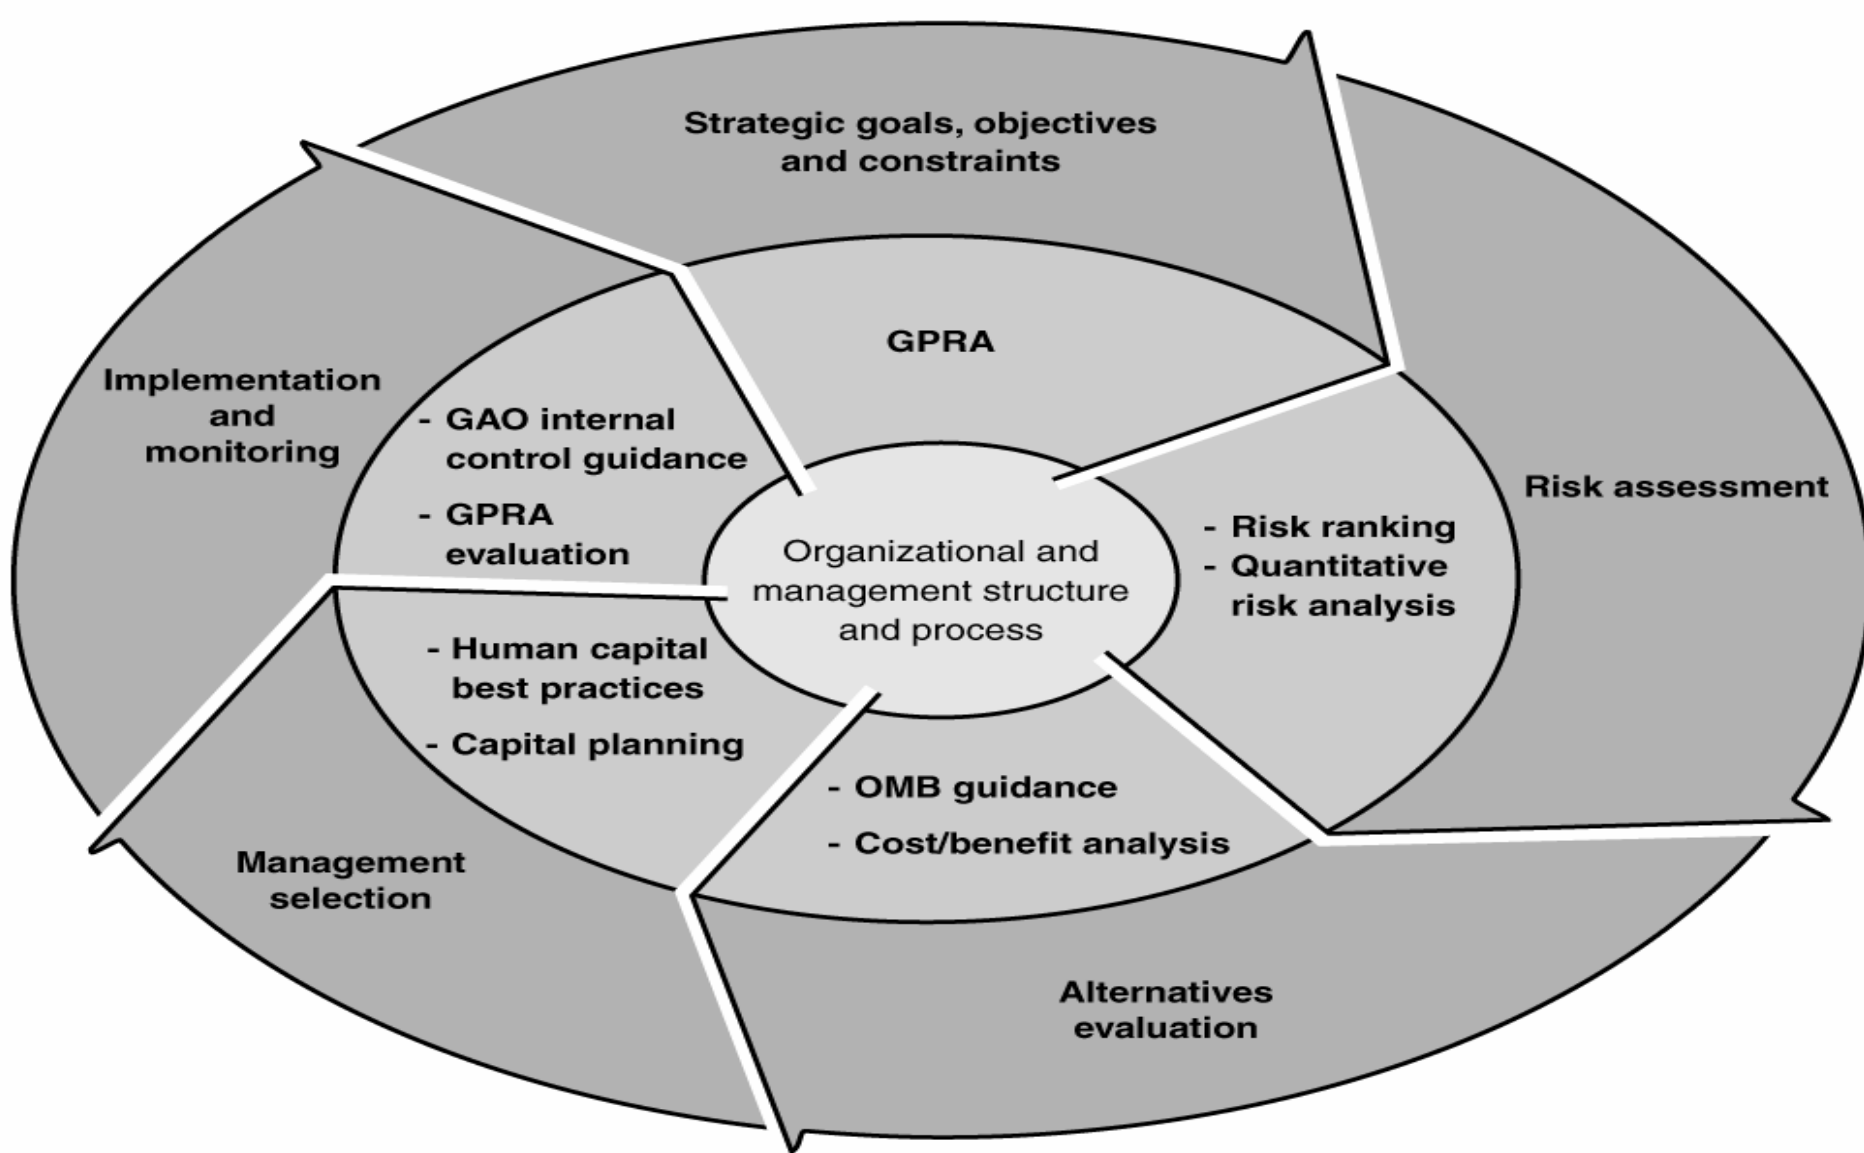 Strategic goals, objectives
and constraints
GPRA
Risk assessment
- Risk ranking
- Quantitative
risk analysis
Alternatives
evaluation
- OMB guidance
- Cost/benefit analysis
Management
selection
- Human capital
best practices
- Capital planning
Implementation
and
monitoring
- GAO internal
control guidance
- GPRA
evaluation
Organizational and
management structure
and process